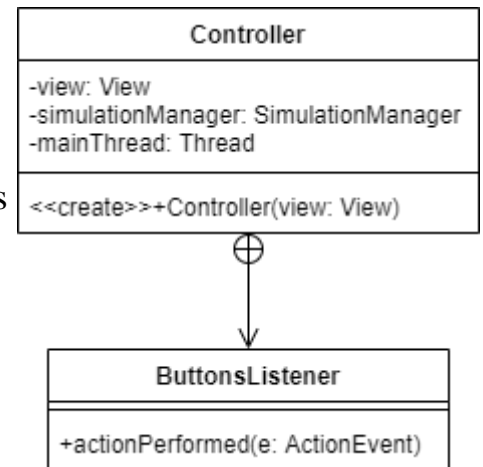 Controller
-view: View
-simulationManager: SimulationManager
-mainThread: Thread
s <<create>>+Controller(view: View)
ButtonsListener
+actionPerformed(e: ActionEvent)